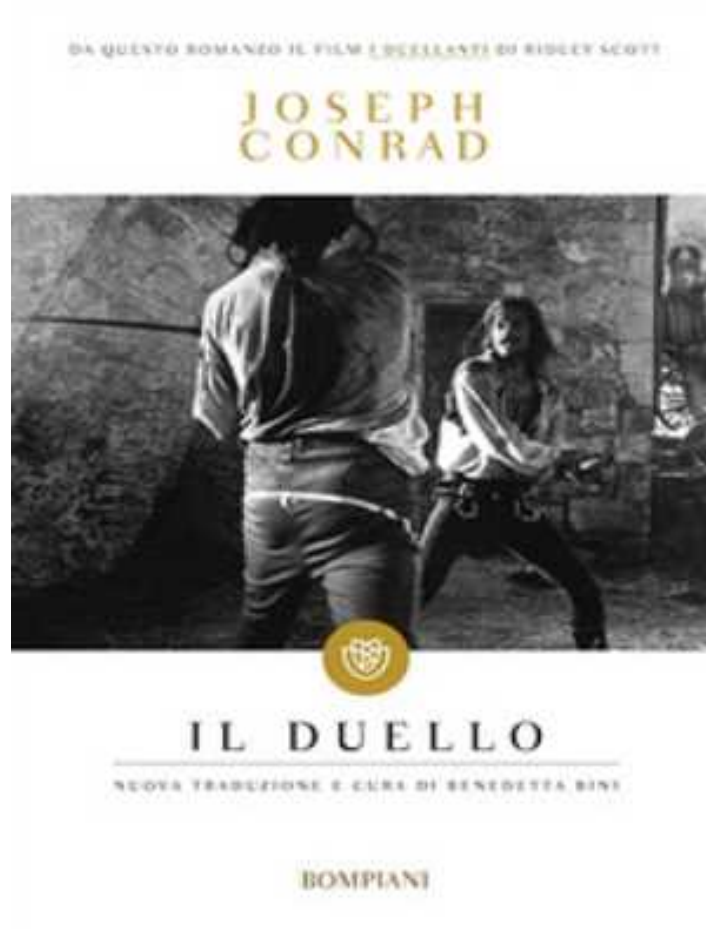 DA QUESTO ROMANZO IL FILM I DUELLANTI DI RIDLEY SCOTT
JOSEPH
CONRAD
IL DUELLO
NUOVA TRADUZIONE E CURA DI BENEDETTA BINI
BOMPIANI